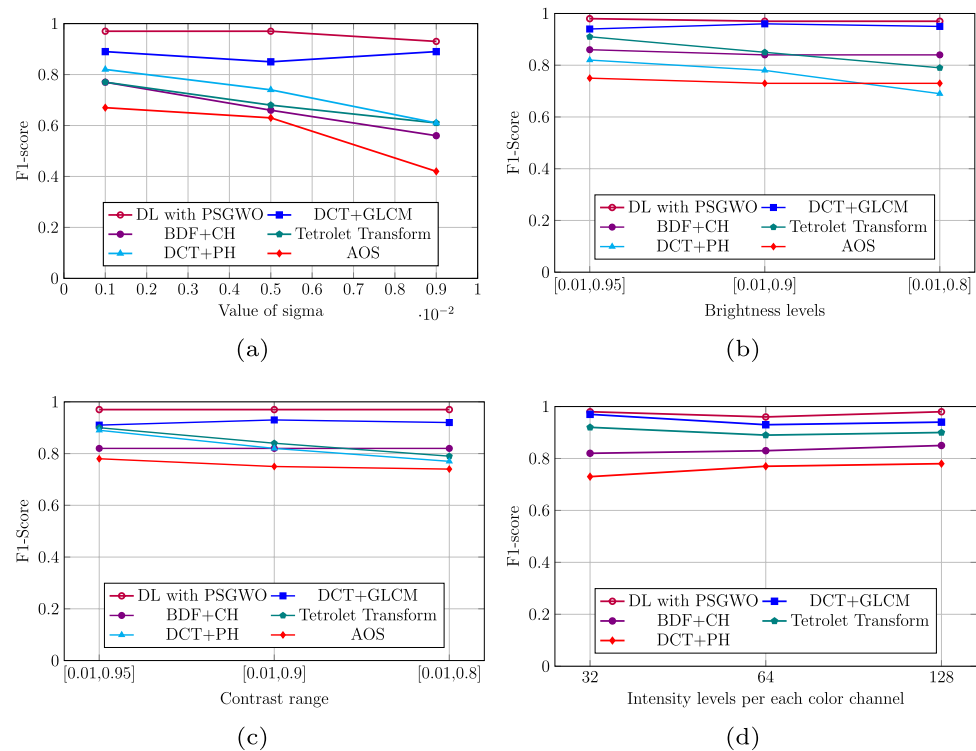 1
0.8
0.6
0.4
0.2
0
F1-score
DL with PSGWO DCT+GLCM
BDF+CH Tetrolet Transform
DCT+PH AOS
0 0.1 0.2 0.3 0.4 0.5 0.6 0.7 0.8 0.9 1
Value of sigma
·10⁻²
(a)
1
0.8
0.6
0.4
0.2
0
F1-Score
DL with PSGWO DCT+GLCM
BDF+CH Tetrolet Transform
DCT+PH AOS
[0.01,0.95] [0.01,0.9] [0.01,0.8]
Brightness levels
(b)
1
0.8
0.6
0.4
0.2
0
F1-Score
DL with PSGWO DCT+GLCM
BDF+CH Tetrolet Transform
DCT+PH AOS
[0.01,0.95] [0.01,0.9] [0.01,0.8]
Contrast range
(c)
1
0.8
0.6
0.4
0.2
0
F1-score
DL with PSGWO DCT+GLCM
BDF+CH Tetrolet Transform
DCT+PH
32 64 128
Intensity levels per each color channel
(d)